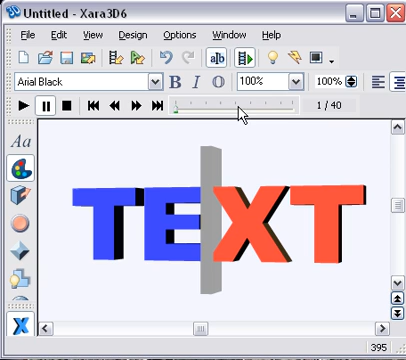 Untitled - Xara3D6
File Edit View Design Options Window Help
a|b
Arial Black B I O 100% 100%
1 / 40
Aa
TEXT
X
395